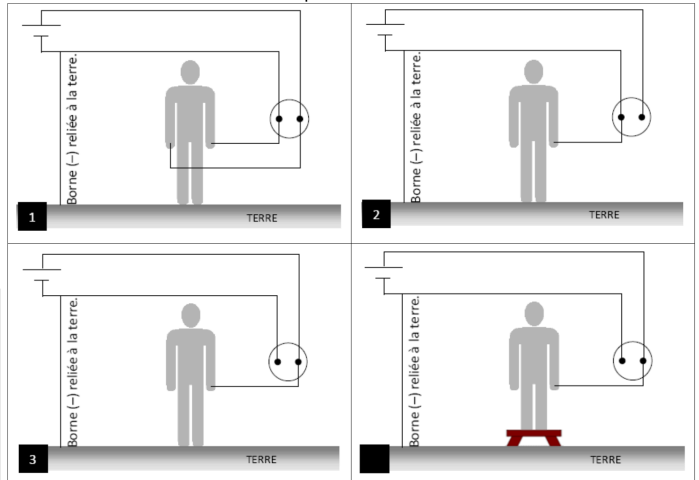 Borne (–) reliée à la terre.
TERRE
1
Borne (–) reliée à la terre.
TERRE
2
Borne (–) reliée à la terre.
TERRE
3
Borne (–) reliée à la terre.
TERRE